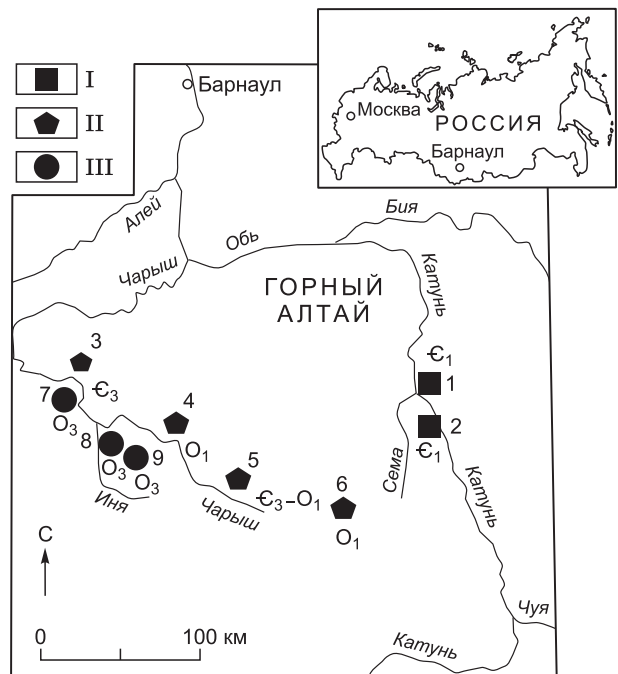 I
II
III
Барнаул
Москва
РОССИЯ
Барнаул
Алей
Чарыш
Обь
Бия
Катунь
ГОРНЫЙ
АЛТАЙ
Є1
1
2
Є1
Сема
Катунь
3
Є3
7
O3
8
O3
9
O3
Иня
4
O1
5
Є3–O1
Чарыш
6
O1
С
0
100 км
Чуя
Катунь